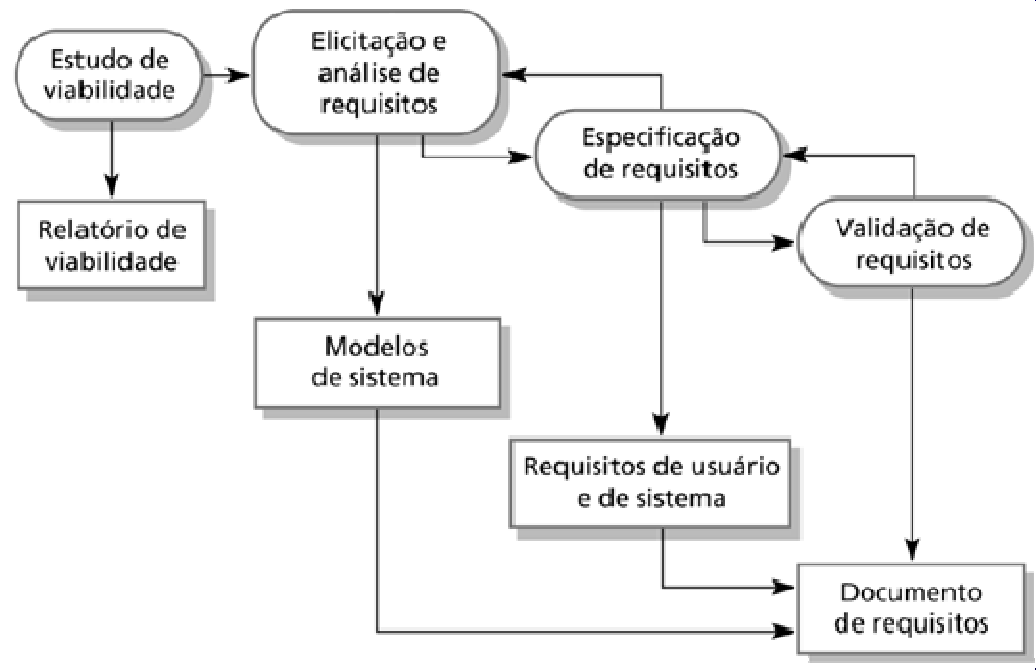 Estudo de
viabilidade
Elicitação e
análise de
requisitos
Especificação
de requisitos
Validação de
requisitos
Relatório de
viabilidade
Modelos
de sistema
Requisitos de usuário
e de sistema
Documento
de requisitos